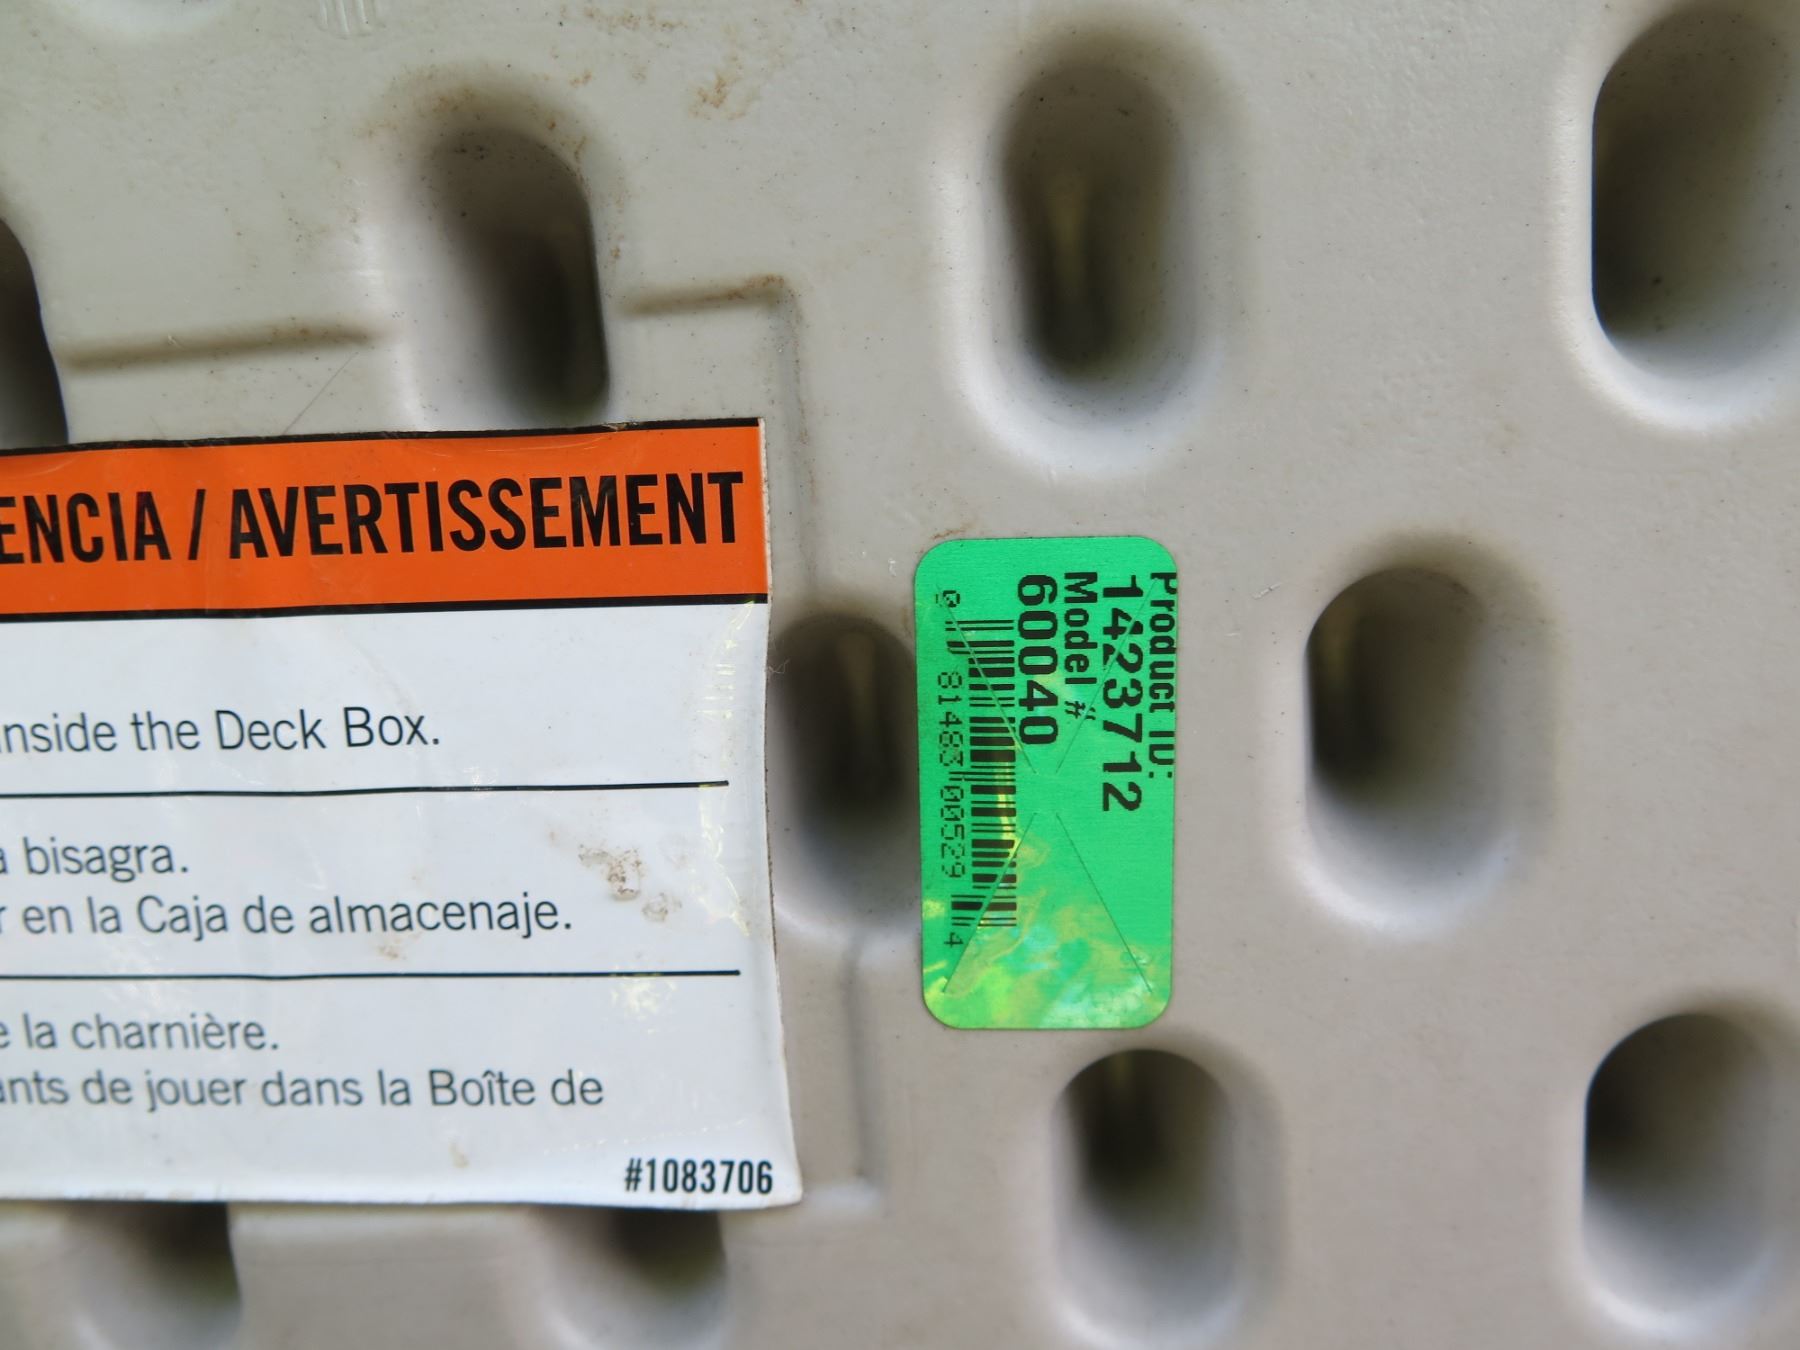 ENCIA / AVERTISSEMENT
inside the Deck Box.
a bisagra.
r en la Caja de almacenaje.
e la charnière.
ants de jouer dans la Boîte de
#1083706
Product ID:
1423712
Model #
60040
0 81483 00529 4